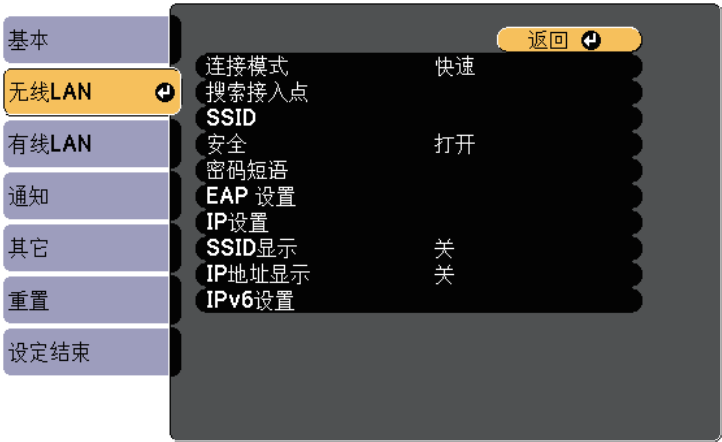 基本
无线LAN
有线LAN
通知
其它
重置
设定结束
返回
连接模式 快速
搜索接入点
SSID
安全 打开
密码短语
EAP 设置
IP设置
SSID显示 关
IP地址显示 关
IPv6设置